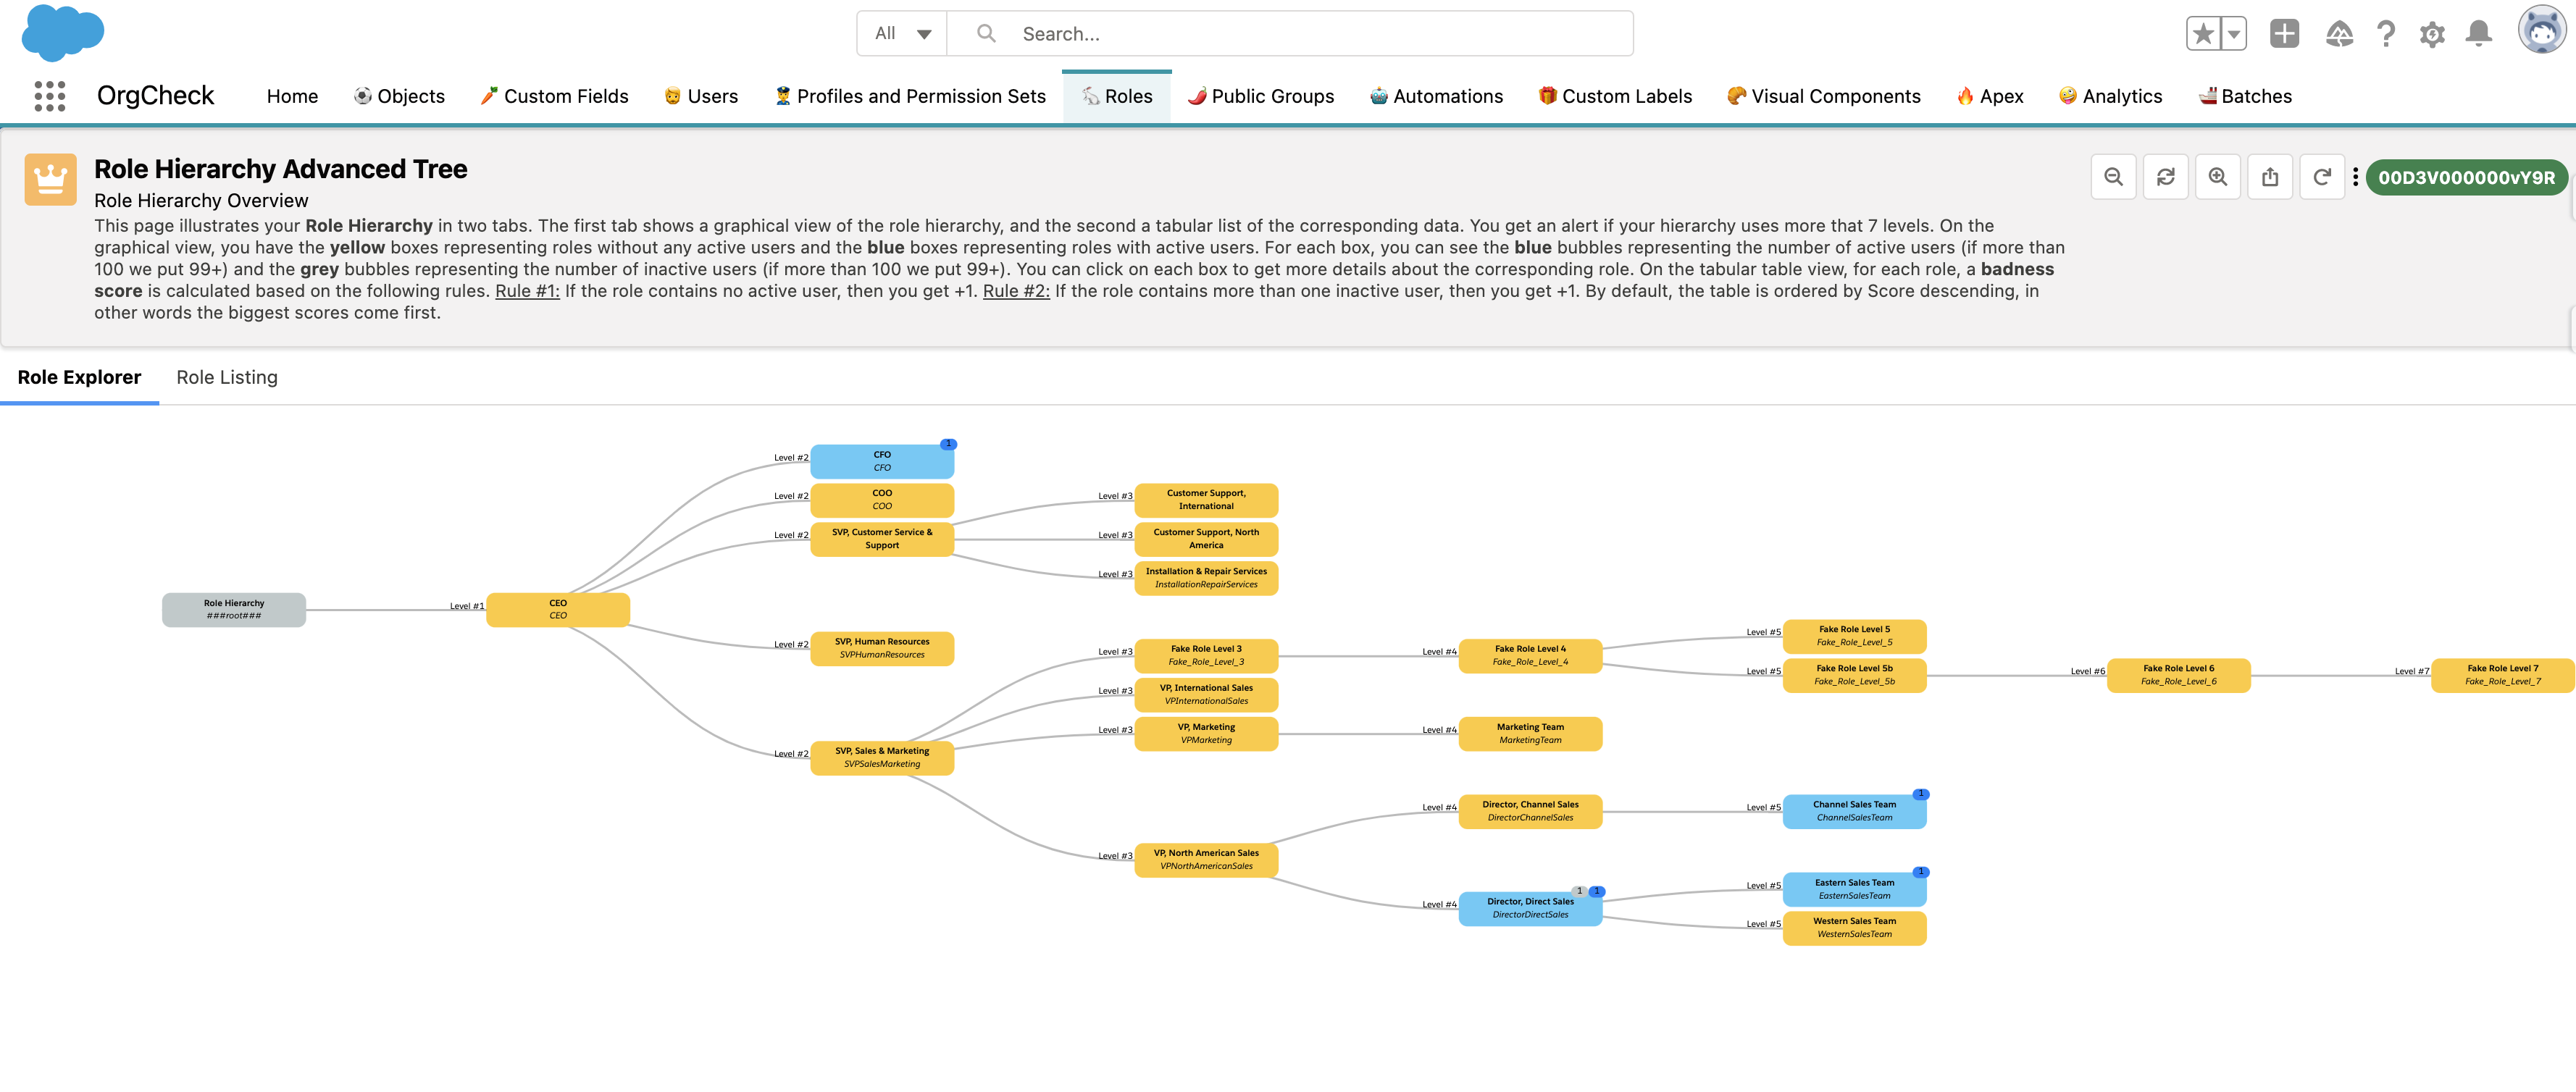 All
Search...
OrgCheck
Home
Objects
Custom Fields
Users
Profiles and Permission Sets
Roles
Public Groups
Automations
Custom Labels
Visual Components
Apex
Analytics
Batches
Role Hierarchy Advanced Tree
Role Hierarchy Overview
This page illustrates your Role Hierarchy in two tabs. The first tab shows a graphical view of the role hierarchy, and the second a tabular list of the corresponding data. You get an alert if your hierarchy uses more that 7 levels. On the
graphical view, you have the yellow boxes representing roles without any active users and the blue boxes representing roles with active users. For each box, you can see the blue bubbles representing the number of active users (if more than
100 we put 99+) and the grey bubbles representing the number of inactive users (if more than 100 we put 99+). You can click on each box to get more details about the corresponding role. On the tabular table view, for each role, a badness
score is calculated based on the following rules. Rule #1: If the role contains no active user, then you get +1. Rule #2: If the role contains more than one inactive user, then you get +1. By default, the table is ordered by Score descending, in
other words the biggest scores come first.
00D3V000000vY9R
Role Explorer
Role Listing
Role Hierarchy
###root###
Level #1
CEO
CEO
Level #2
CFO
CFO
1
Level #2
COO
COO
Level #2
SVP, Customer Service &
Support
Level #3
Customer Support,
International
Level #3
Customer Support, North
America
Level #3
Installation & Repair Services
InstallationRepairServices
Level #2
SVP, Human Resources
SVPHumanResources
Level #2
SVP, Sales & Marketing
SVPSalesMarketing
Level #3
Fake Role Level 3
Fake_Role_Level_3
Level #4
Fake Role Level 4
Fake_Role_Level_4
Level #5
Fake Role Level 5
Fake_Role_Level_5
Level #5
Fake Role Level 5b
Fake_Role_Level_5b
Level #6
Fake Role Level 6
Fake_Role_Level_6
Level #7
Fake Role Level 7
Fake_Role_Level_7
Level #3
VP, International Sales
VPInternationalSales
Level #3
VP, Marketing
VPMarketing
Level #4
Marketing Team
MarketingTeam
Level #3
VP, North American Sales
VPNorthAmericanSales
Level #4
Director, Channel Sales
DirectorChannelSales
Level #5
Channel Sales Team
ChannelSalesTeam
1
Level #4
Director, Direct Sales
DirectorDirectSales
1
1
Level #5
Eastern Sales Team
EasternSalesTeam
1
Level #5
Western Sales Team
WesternSalesTeam